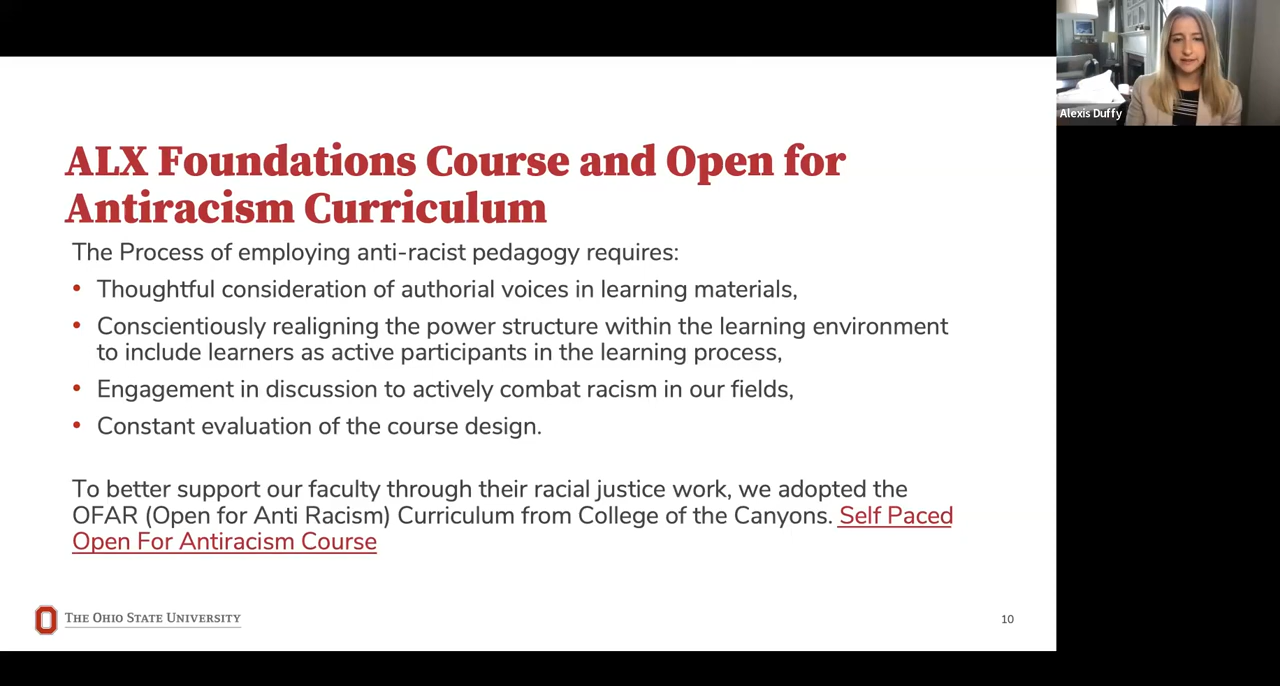 ALX Foundations Course and Open for
Antiracism Curriculum
The Process of employing anti-racist pedagogy requires:
• Thoughtful consideration of authorial voices in learning materials,
• Conscientiously realigning the power structure within the learning environment
to include learners as active participants in the learning process,
• Engagement in discussion to actively combat racism in our fields,
• Constant evaluation of the course design.
To better support our faculty through their racial justice work, we adopted the
OFAR (Open for Anti Racism) Curriculum from College of the Canyons. Self Paced
Open For Antiracism Course
THE OHIO STATE UNIVERSITY
10
Alexis Duffy